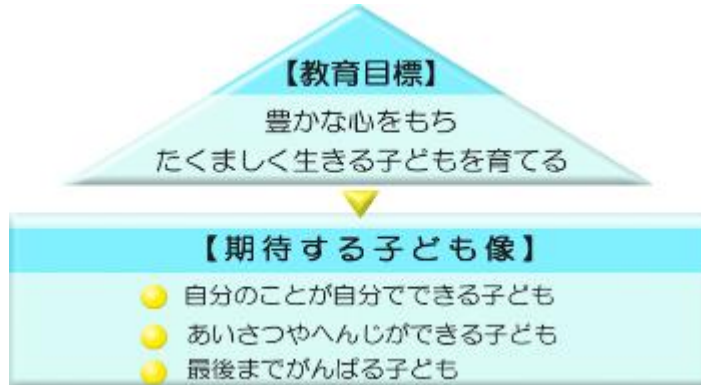 【教育目標】
豊かな心をもち
たくましく生きる子どもを育てる
【期待する子ども像】
自分のことが自分でできる子ども
あいさつやへんじができる子ども
最後までがんばる子ども